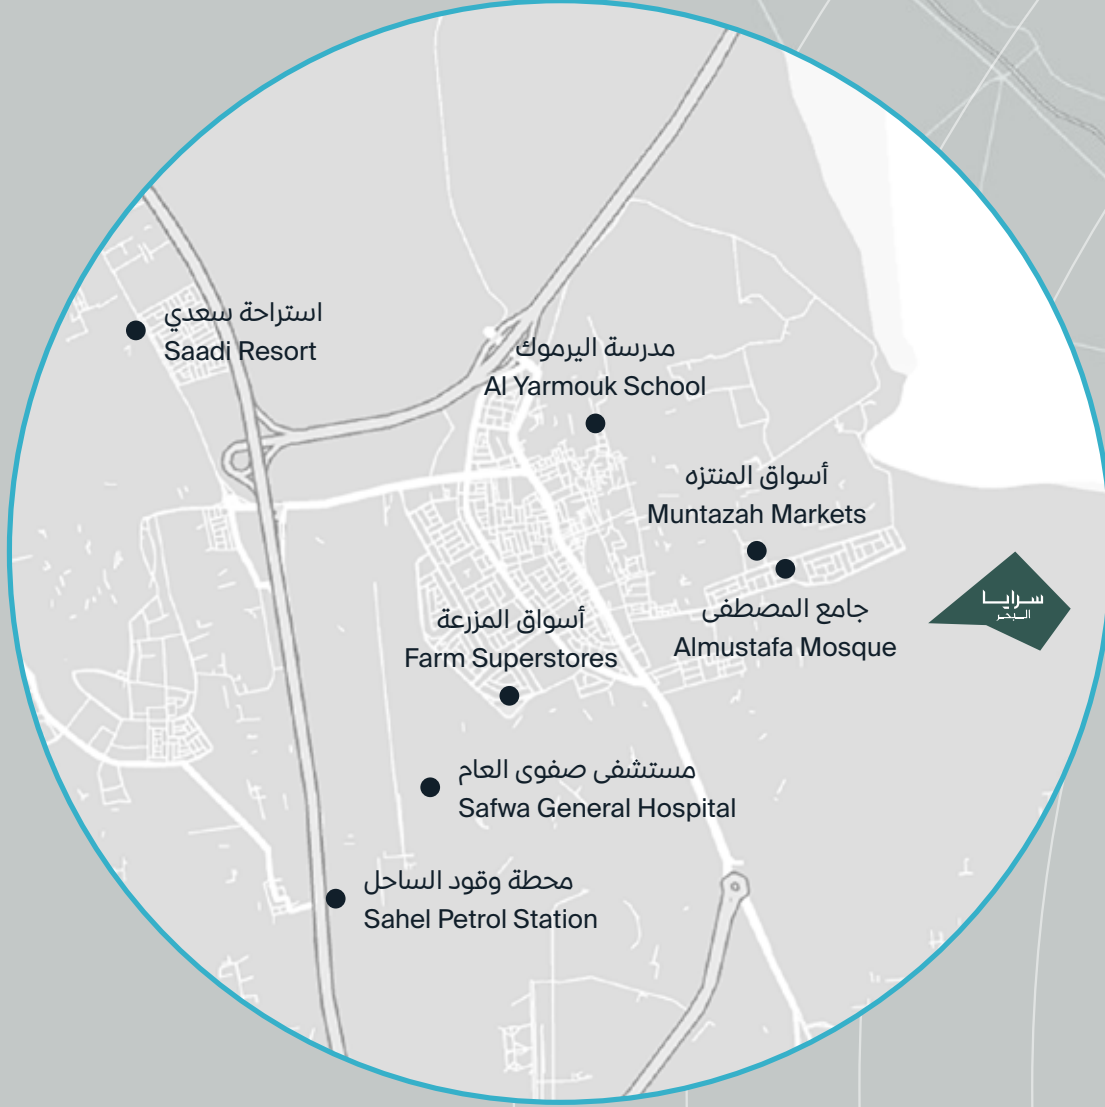 استراحة سعدي
Saadi Resort
مدرسة اليرموك
Al Yarmouk School
أسواق المنتزه
Muntazah Markets
سرايا
البحر
جامع المصطفى
Almustafa Mosque
أسواق المزرعة
Farm Superstores
مستشفى صفوى العام
Safwa General Hospital
محطة وقود الساحل
Sahel Petrol Station